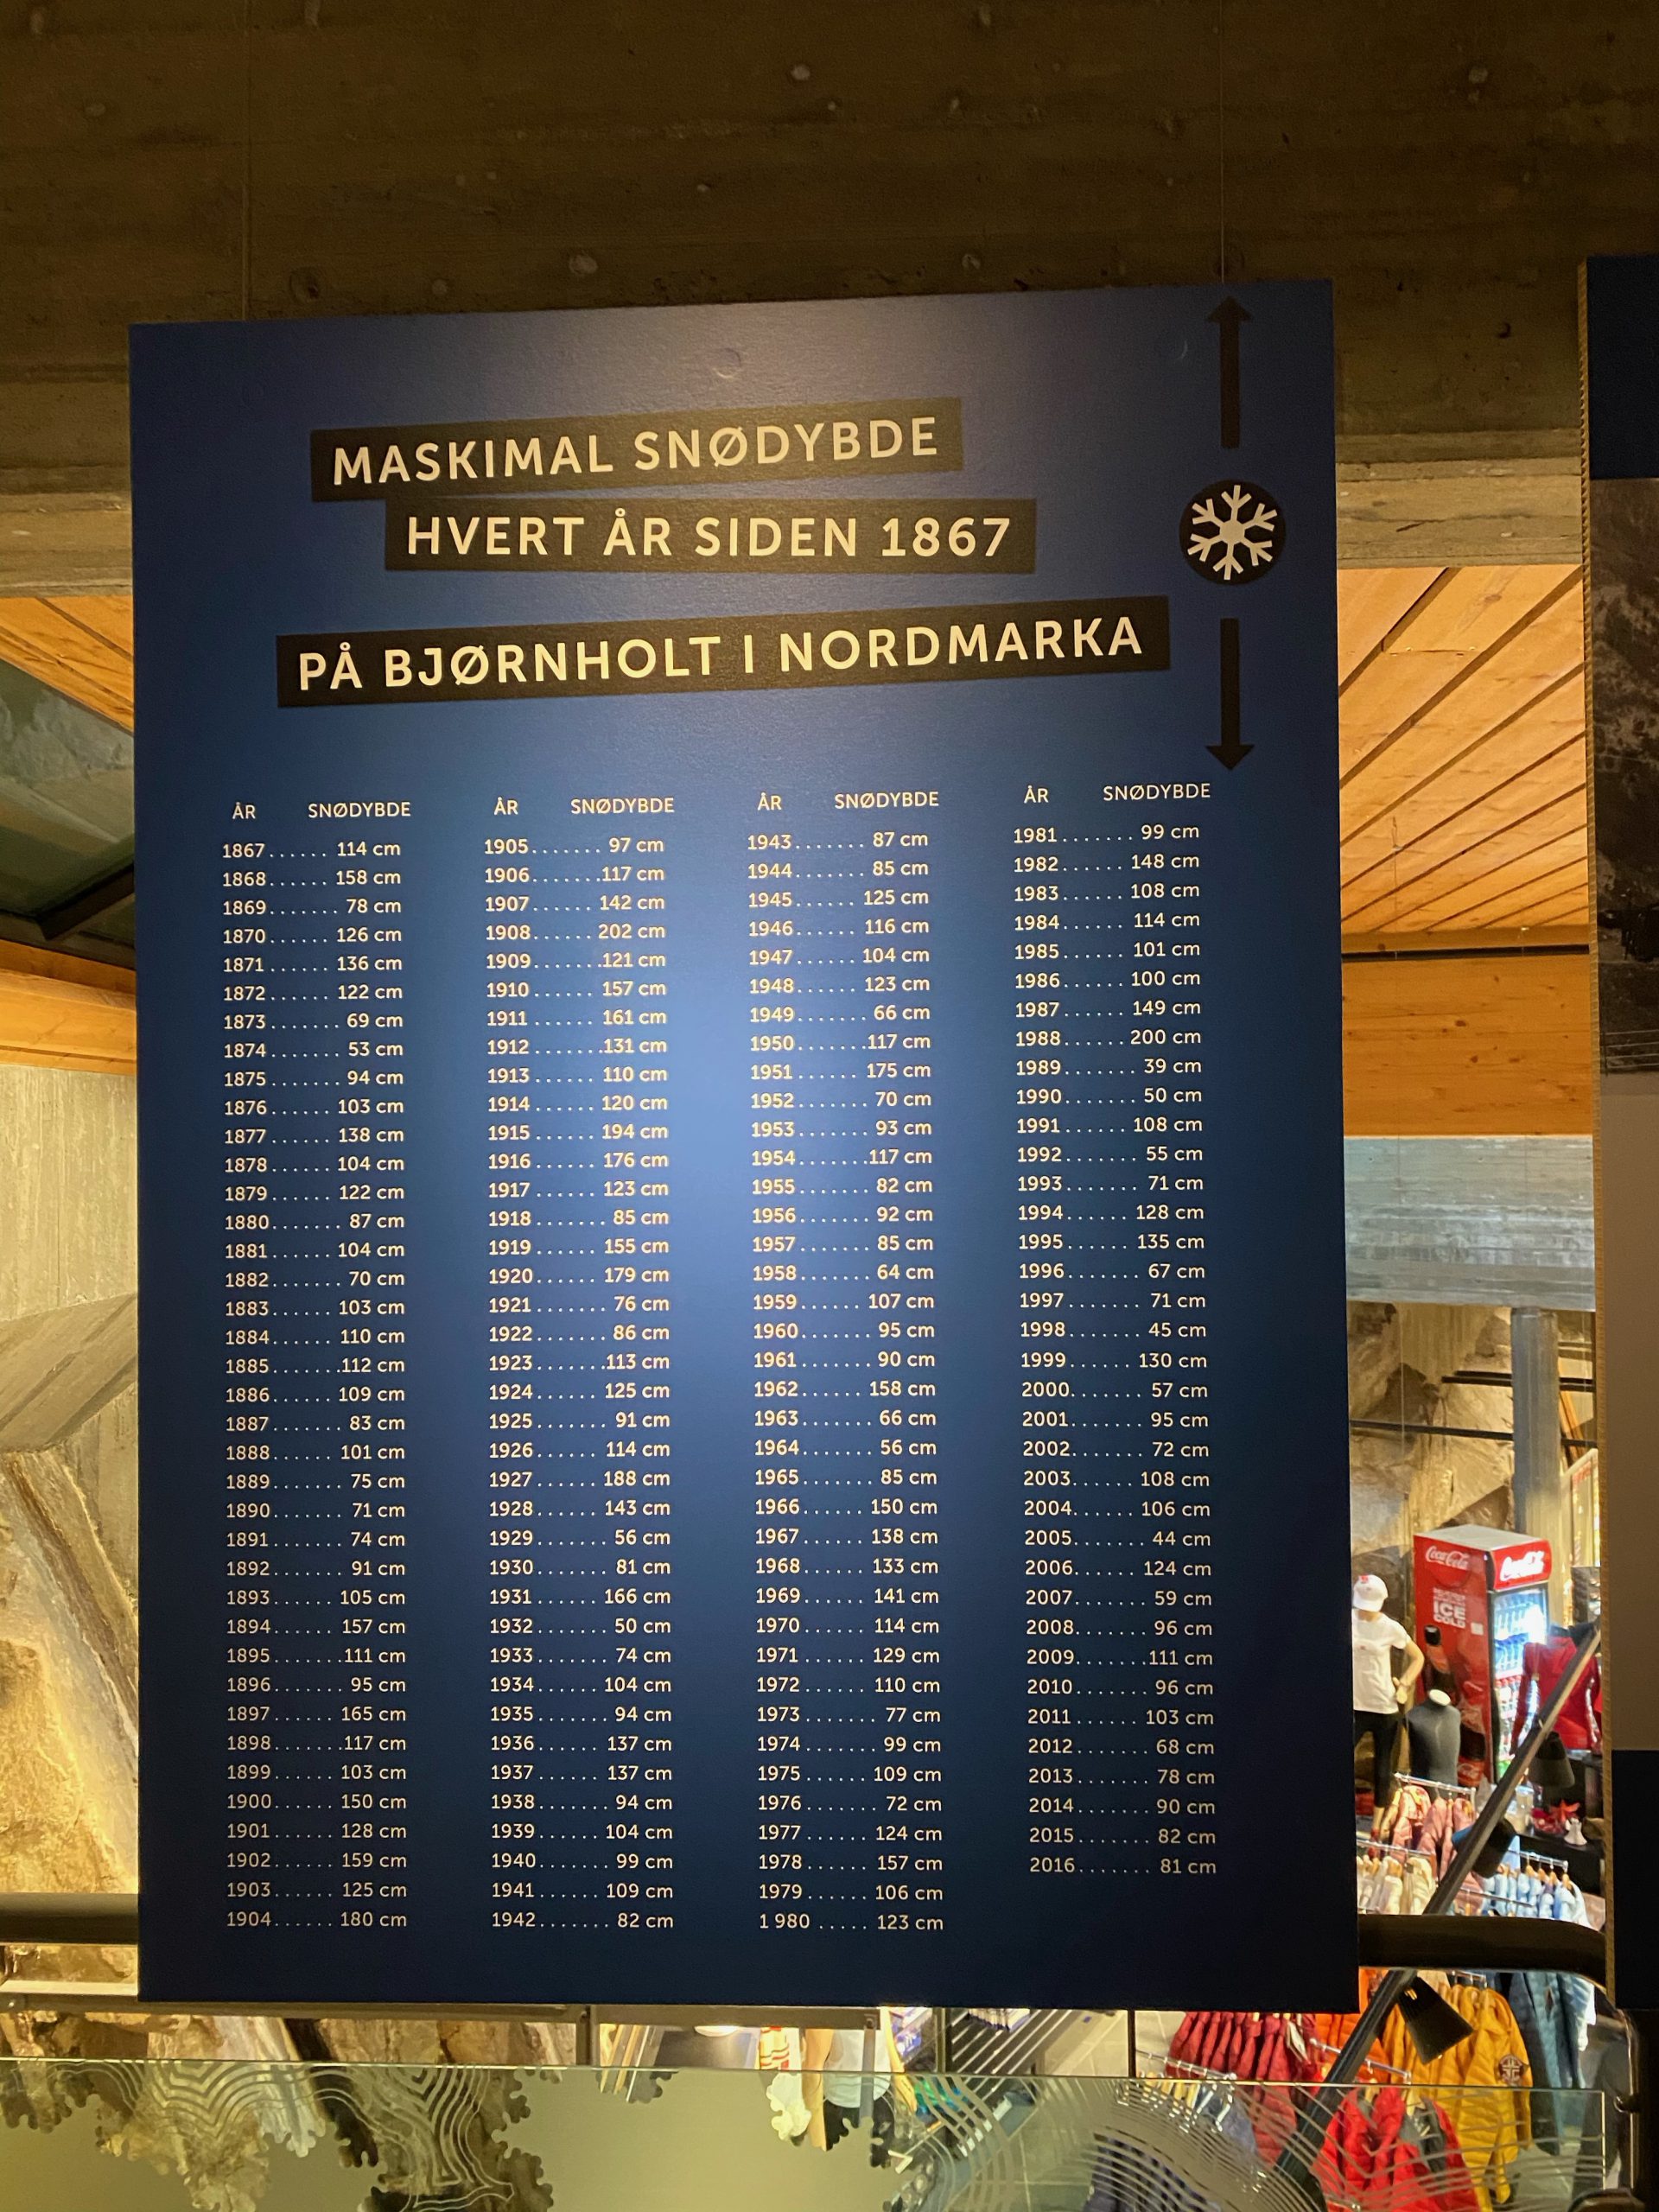 MASKIMAL SNØDYBDE
HVERT ÅR SIDEN 1867
PÅ BJØRNHOLT I NORDMARKA
ÅR SNØDYBDE
1867...... 114 cm
1868...... 158 cm
1869....... 78 cm
1870...... 126 cm
1871...... 136 cm
1872...... 122 cm
1873....... 69 cm
1874....... 53 cm
1875....... 94 cm
1876...... 103 cm
1877...... 138 cm
1878...... 104 cm
1879...... 122 cm
1880....... 87 cm
1881...... 104 cm
1882....... 70 cm
1883...... 103 cm
1884...... 110 cm
1885.......112 cm
1886...... 109 cm
1887....... 83 cm
1888...... 101 cm
1889....... 75 cm
1890....... 71 cm
1891....... 74 cm
1892....... 91 cm
1893...... 105 cm
1894...... 157 cm
1895.......111 cm
1896....... 95 cm
1897...... 165 cm
1898.......117 cm
1899...... 103 cm
1900...... 150 cm
1901...... 128 cm
1902...... 159 cm
1903...... 125 cm
1904...... 180 cm
ÅR SNØDYBDE
1905....... 97 cm
1906.......117 cm
1907...... 142 cm
1908...... 202 cm
1909.......121 cm
1910...... 157 cm
1911...... 161 cm
1912.......131 cm
1913...... 110 cm
1914...... 120 cm
1915...... 194 cm
1916...... 176 cm
1917...... 123 cm
1918....... 85 cm
1919...... 155 cm
1920...... 179 cm
1921....... 76 cm
1922....... 86 cm
1923.......113 cm
1924...... 125 cm
1925....... 91 cm
1926...... 114 cm
1927...... 188 cm
1928...... 143 cm
1929....... 56 cm
1930....... 81 cm
1931...... 166 cm
1932....... 50 cm
1933....... 74 cm
1934...... 104 cm
1935....... 94 cm
1936...... 137 cm
1937...... 137 cm
1938....... 94 cm
1939...... 104 cm
1940....... 99 cm
1941...... 109 cm
1942....... 82 cm
ÅR SNØDYBDE
1943....... 87 cm
1944....... 85 cm
1945...... 125 cm
1946...... 116 cm
1947...... 104 cm
1948...... 123 cm
1949....... 66 cm
1950.......117 cm
1951...... 175 cm
1952....... 70 cm
1953....... 93 cm
1954.......117 cm
1955....... 82 cm
1956....... 92 cm
1957....... 85 cm
1958....... 64 cm
1959...... 107 cm
1960....... 95 cm
1961....... 90 cm
1962...... 158 cm
1963....... 66 cm
1964....... 56 cm
1965....... 85 cm
1966...... 150 cm
1967...... 138 cm
1968...... 133 cm
1969...... 141 cm
1970...... 114 cm
1971...... 129 cm
1972...... 110 cm
1973....... 77 cm
1974....... 99 cm
1975...... 109 cm
1976....... 72 cm
1977...... 124 cm
1978...... 157 cm
1979...... 106 cm
1 980 ..... 123 cm
ÅR SNØDYBDE
1981....... 99 cm
1982...... 148 cm
1983...... 108 cm
1984...... 114 cm
1985...... 101 cm
1986...... 100 cm
1987...... 149 cm
1988...... 200 cm
1989....... 39 cm
1990....... 50 cm
1991...... 108 cm
1992....... 55 cm
1993....... 71 cm
1994...... 128 cm
1995...... 135 cm
1996....... 67 cm
1997....... 71 cm
1998....... 45 cm
1999...... 130 cm
2000....... 57 cm
2001....... 95 cm
2002....... 72 cm
2003...... 108 cm
2004...... 106 cm
2005....... 44 cm
2006...... 124 cm
2007....... 59 cm
2008....... 96 cm
2009.......111 cm
2010....... 96 cm
2011...... 103 cm
2012....... 68 cm
2013....... 78 cm
2014....... 90 cm
2015....... 82 cm
2016....... 81 cm
Coca-Cola
Coca-Cola
ICE
COLD